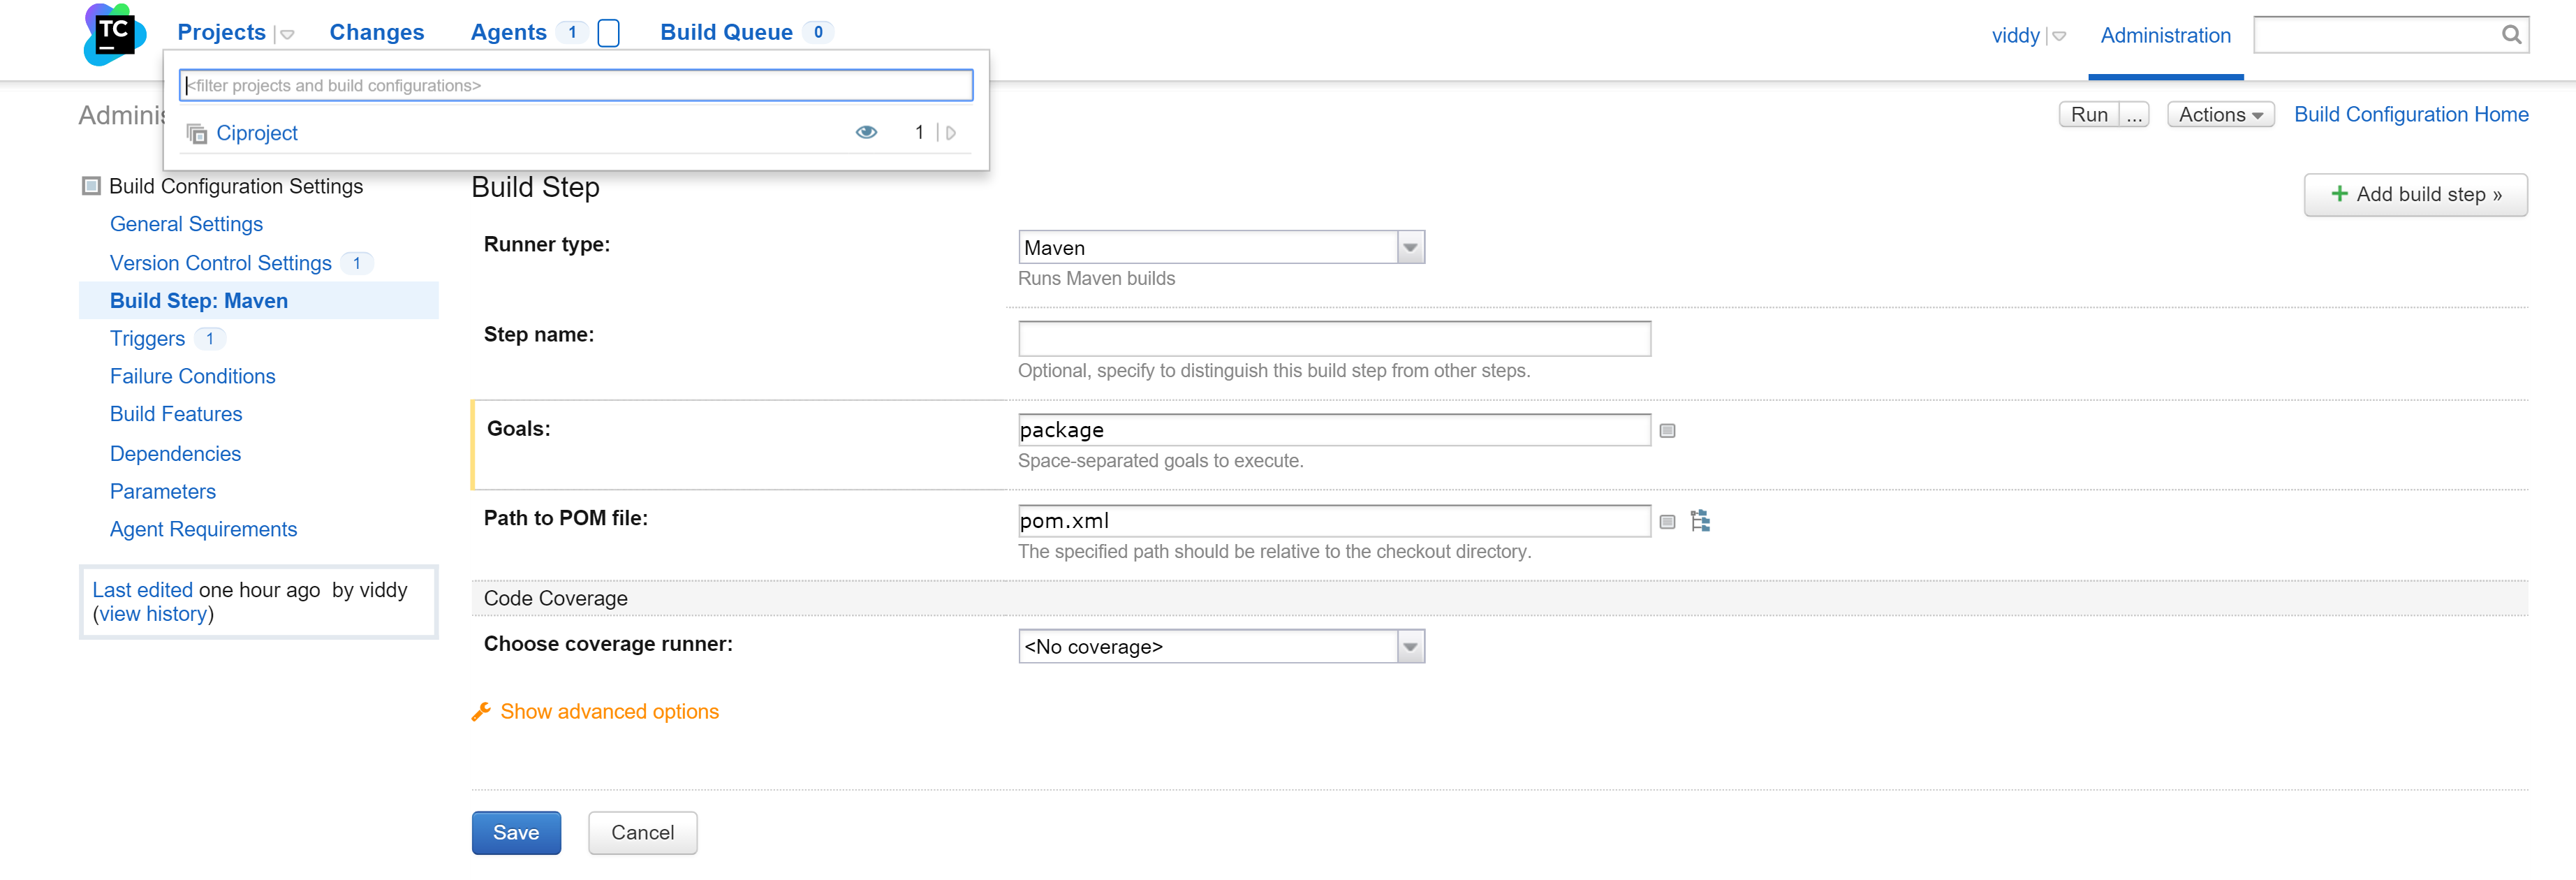 TC
Projects
Changes
Agents 1
Build Queue 0
viddy
Administration
<filter projects and build configurations>
Ciproject 1
Adminis
Run ...
Actions
Build Configuration Home
Build Configuration Settings
General Settings
Version Control Settings 1
Build Step: Maven
Triggers 1
Failure Conditions
Build Features
Dependencies
Parameters
Agent Requirements
Last edited one hour ago by viddy
(view history)
Build Step
+ Add build step »
Runner type:
Maven
Runs Maven builds
Step name:
Optional, specify to distinguish this build step from other steps.
Goals:
package
Space-separated goals to execute.
Path to POM file:
pom.xml
The specified path should be relative to the checkout directory.
Code Coverage
Choose coverage runner:
<No coverage>
Show advanced options
Save
Cancel